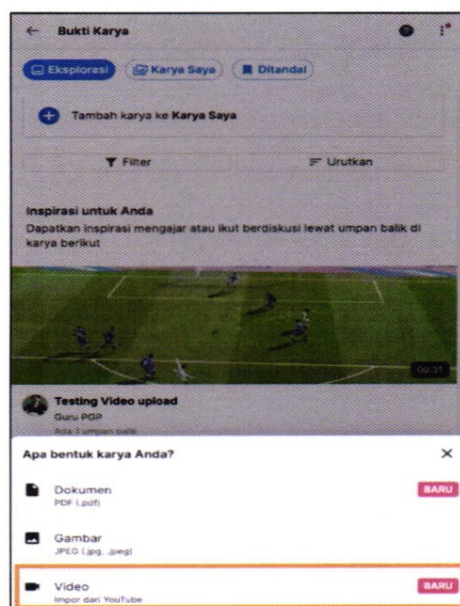 Bukti Karya
Eksplorasi
Karya Saya
Ditandai
Tambah karya ke Karya Saya
Filter
Urutkan
Inspirasi untuk Anda
Dapatkan inspirasi mengajar atau ikut berdiskusi lewat umpan balik di
karya berikut
00:31
Testing Video upload
Guru PGP
Ada 1 umpan balik
Apa bentuk karya Anda?
Dokumen
BARU
PDF (.pdf)
Gambar
JPEG (.jpg, .jpeg)
Video
BARU
Impor dari YouTube